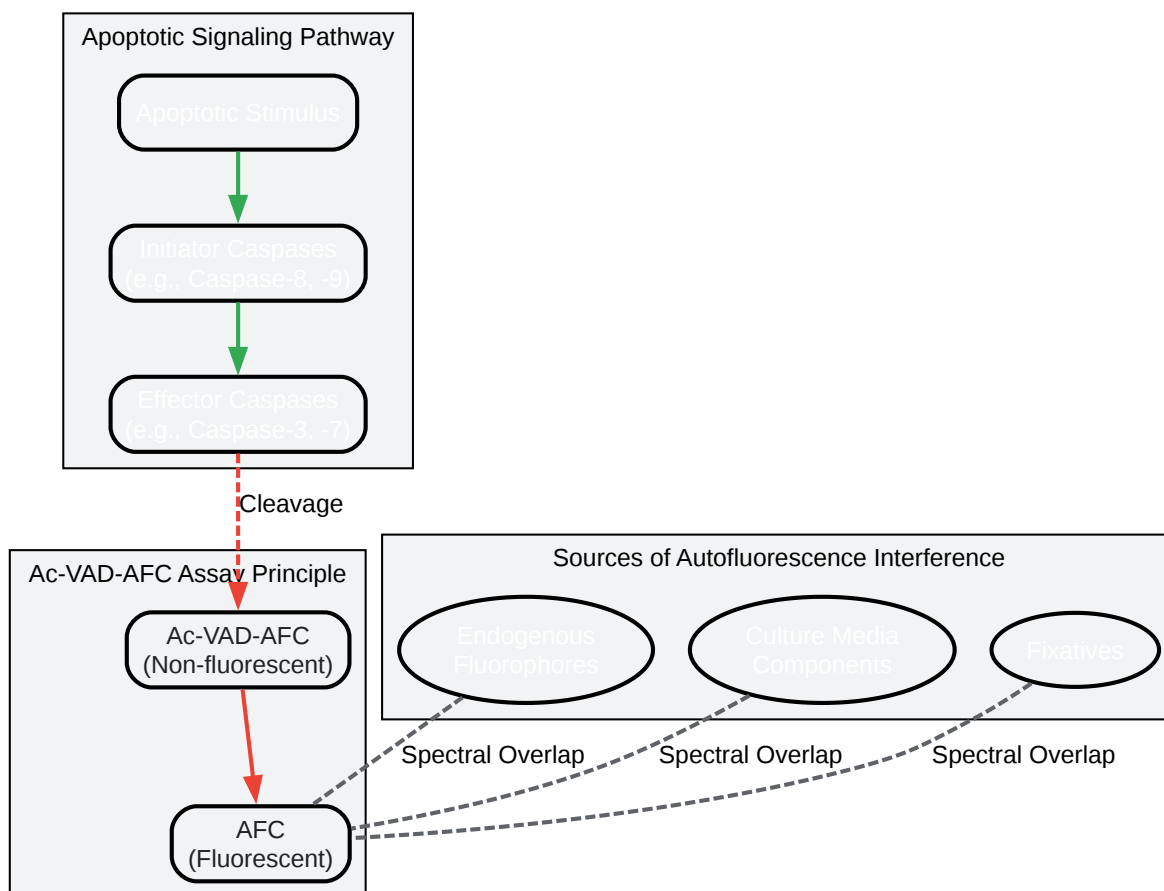 Apoptotic Signaling Pathway
Apoptotic Stimulus
Initiator Caspases
(e.g., Caspase-8, -9)
Effector Caspases
(e.g., Caspase-3, -7)
Cleavage
Ac-VAD-AFC Assay Principle
Ac-VAD-AFC
(Non-fluorescent)
AFC
(Fluorescent)
Sources of Autofluorescence Interference
Endogenous
Fluorophores
Culture Media
Components
Fixatives
Spectral Overlap
Spectral Overlap
Spectral Overlap